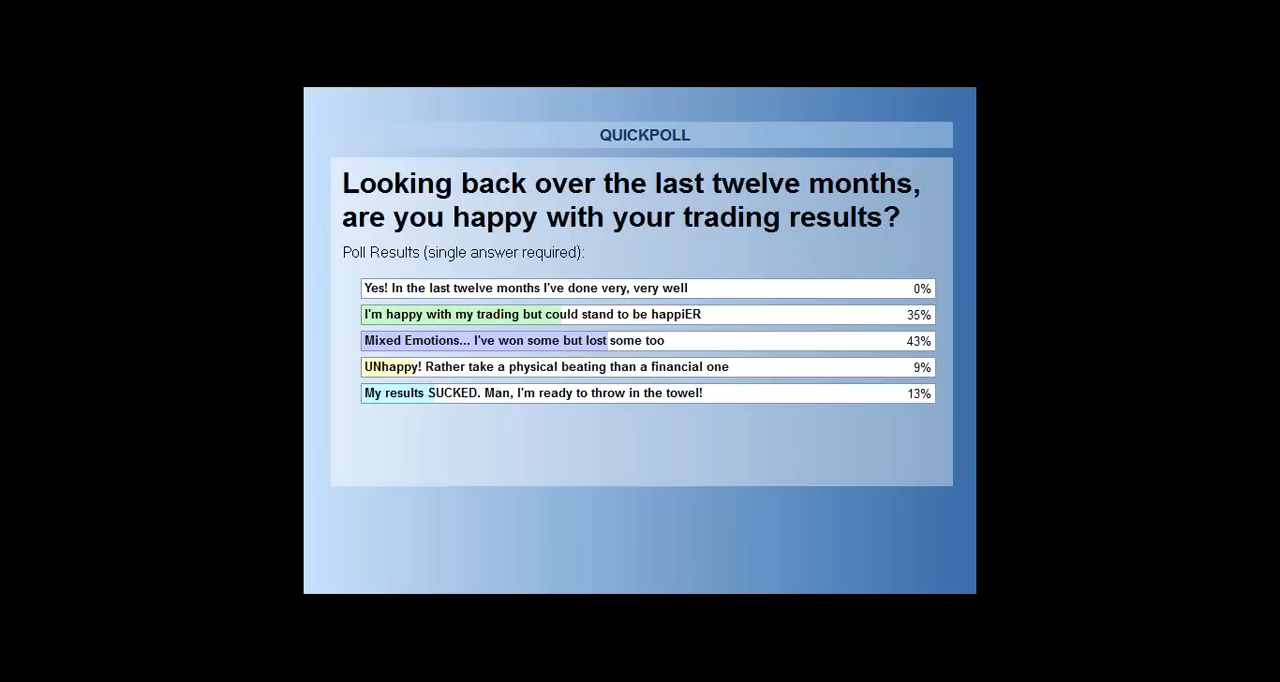 QUICKPOLL
Looking back over the last twelve months,
are you happy with your trading results?
Poll Results (single answer required):
Yes! In the last twelve months I've done very, very well 0%
I'm happy with my trading but could stand to be happiER 35%
Mixed Emotions... I've won some but lost some too 43%
UNhappy! Rather take a physical beating than a financial one 9%
My results SUCKED. Man, I'm ready to throw in the towel! 13%